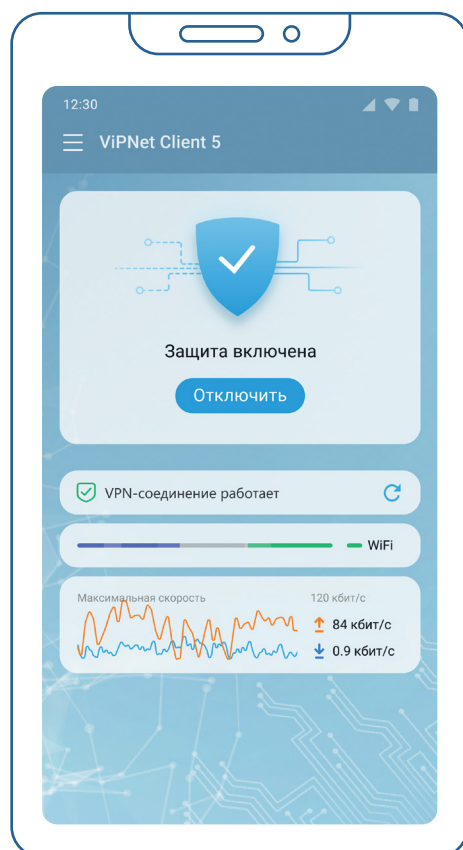 12:30
ViPNet Client 5
Защита включена
Отключить
VPN-соединение работает
WiFi
Максимальная скорость 120 кбит/с
84 кбит/с
0.9 кбит/с